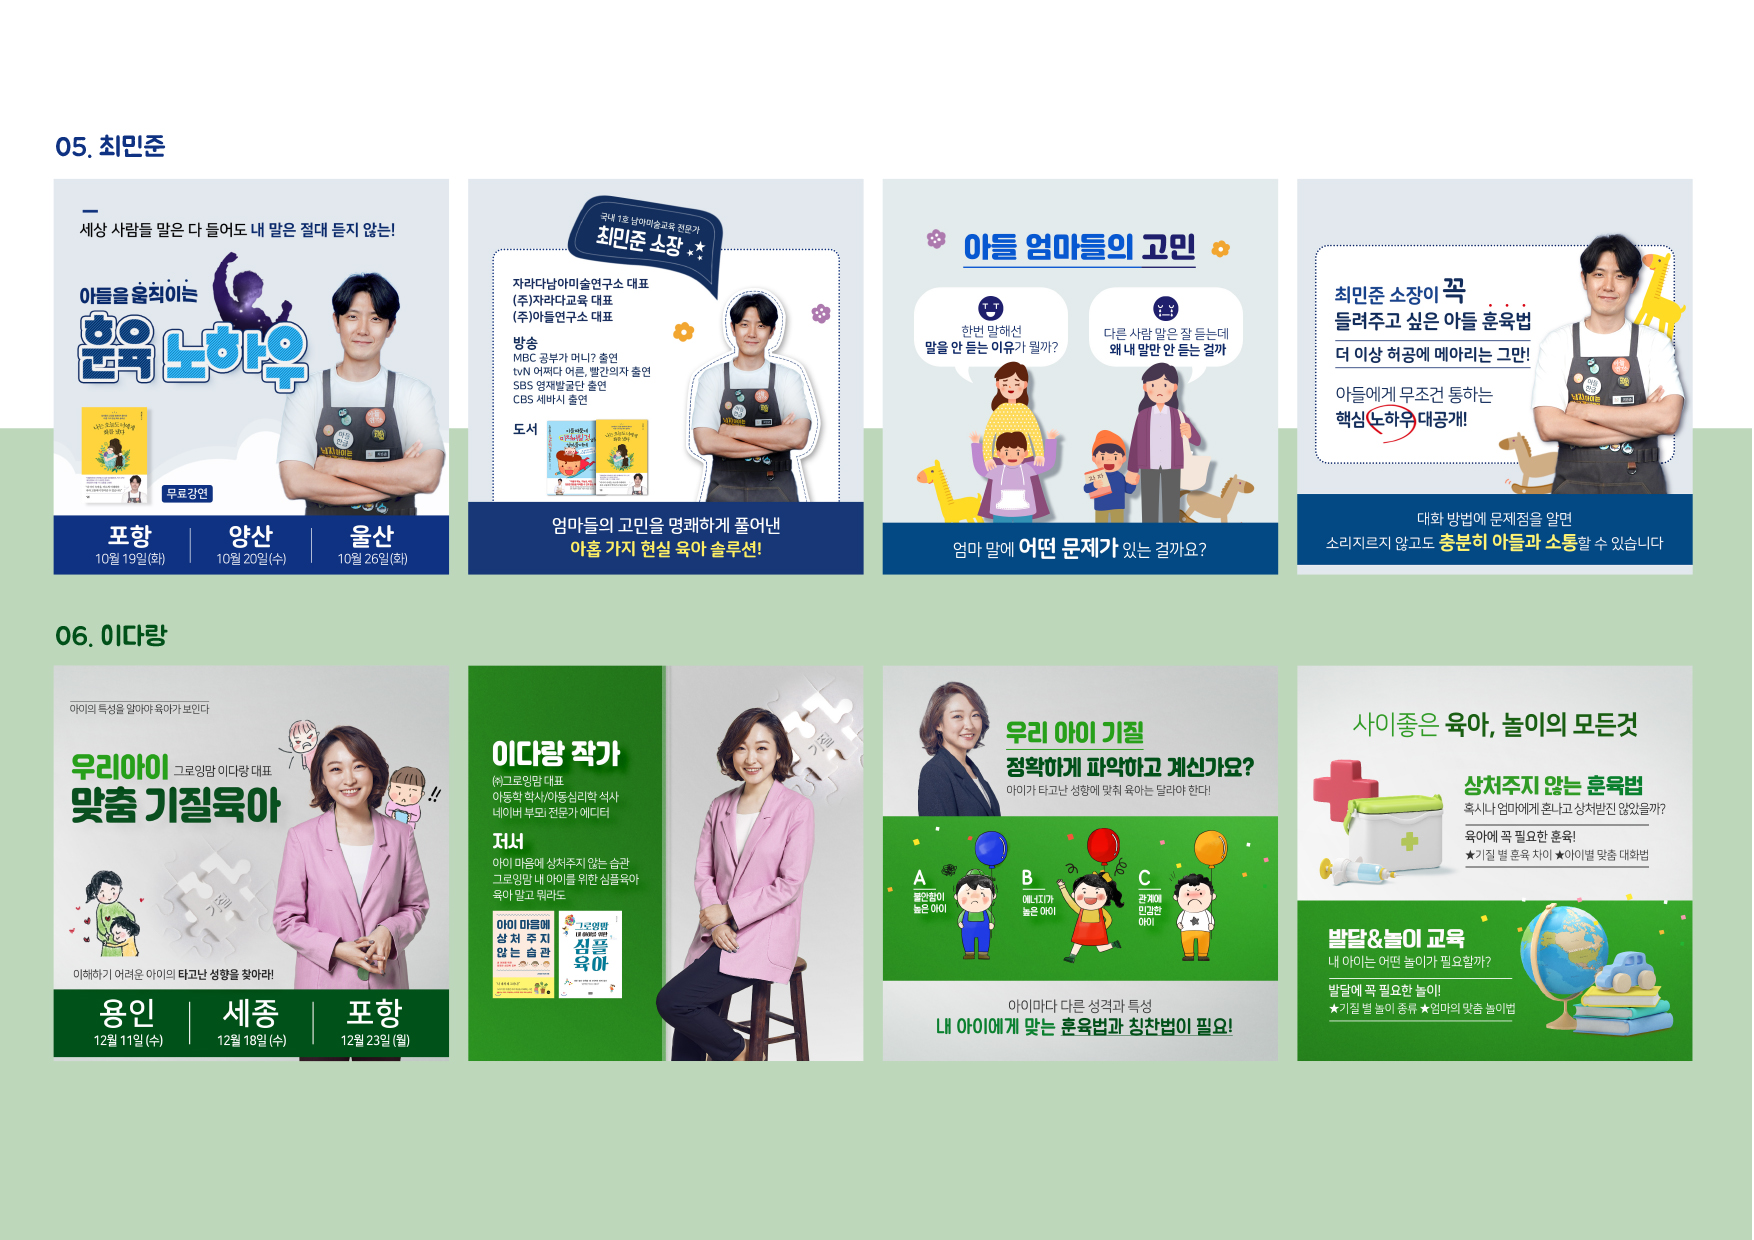 05. 최민준
세상 사람들 말은 다 들어도 내 말은 절대 듣지 않는!
아들을 움직이는
훈육 노하우
무료강연
포항
10월 19일(화)
양산
10월 20일(수)
울산
10월 26일(화)
국내 1호 남아미술교육 전문가
최민준 소장
자라다남아미술연구소 대표
(주)자라다교육 대표
(주)아들연구소 대표
방송
MBC 공부가 머니? 출연
tvN 어쩌다 어른, 빨간의자 출연
SBS 영재발굴단 출연
CBS 세바시 출연
도서
엄마들의 고민을 명쾌하게 풀어낸
아홉 가지 현실 육아 솔루션!
아들 엄마들의 고민
한번 말해선
말을 안 듣는 이유가 뭘까?
다른 사람 말은 잘 듣는데
왜 내 말만 안 듣는 걸까
엄마 말에 어떤 문제가 있는 걸까요?
최민준 소장이 꼭
들려주고 싶은 아들 훈육법
더 이상 허공에 메아리는 그만!
아들에게 무조건 통하는
핵심 노하우 대공개!
대화 방법에 문제점을 알면
소리지르지 않고도 충분히 아들과 소통할 수 있습니다
06. 이다랑
아이의 특성을 알아야 육아가 보인다
우리아이 그로잉맘 이다랑 대표
맞춤 기질육아
기질
이해하기 어려운 아이의 타고난 성향을 찾아라!
용인
12월 11일(수)
세종
12월 18일(수)
포항
12월 23일(월)
이다랑 작가
㈜그로잉맘 대표
아동학 학사/아동심리학 석사
네이버 부모i 전문가 에디터
저서
아이 마음에 상처주지 않는 습관
그로잉맘 내 아이를 위한 심플육아
육아 말고 뭐라도
아이 마음에
상처 주지
않는 습관
그로잉맘
내 아이를 위한
심플
육아
기질
우리 아이 기질
정확하게 파악하고 계신가요?
아이가 타고난 성향에 맞춰 육아는 달라야 한다!
A
불안함이
높은 아이
B
에너지가
높은 아이
C
관계에
민감한
아이
아이마다 다른 성격과 특성
내 아이에게 맞는 훈육법과 칭찬법이 필요!
사이좋은 육아, 놀이의 모든것
상처주지 않는 훈육법
혹시나 엄마에게 혼나고 상처받진 않았을까?
육아에 꼭 필요한 훈육!
★기질 별 훈육 차이 ★아이별 맞춤 대화법
발달&놀이 교육
내 아이는 어떤 놀이가 필요할까?
발달에 꼭 필요한 놀이!
★기질 별 놀이 종류 ★엄마의 맞춤 놀이법